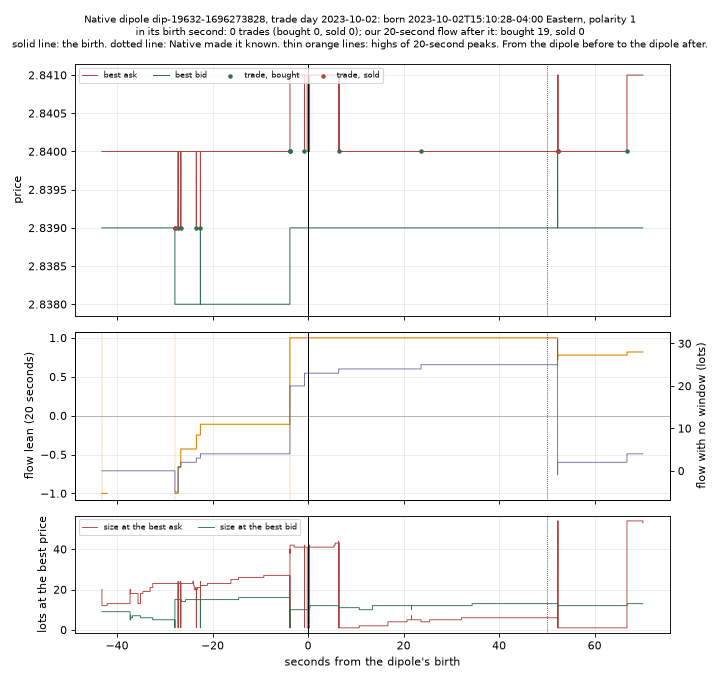 Native dipole dip-19632-1696273828, trade day 2023-10-02: born 2023-10-02T15:10:28-04:00 Eastern, polarity 1
in its birth second: 0 trades (bought 0, sold 0); our 20-second flow after it: bought 19, sold 0
solid line: the birth. dotted line: Native made it known. thin orange lines: highs of 20-second peaks. From the dipole before to the dipole after.
best ask
best bid
trade, bought
trade, sold
2.8410
2.8405
2.8400
2.8395
2.8390
2.8385
2.8380
price
1.0
0.5
0.0
−0.5
−1.0
flow lean (20 seconds)
30
20
10
0
flow with no window (lots)
size at the best ask
size at the best bid
40
20
0
lots at the best price
−40
−20
0
20
40
60
seconds from the dipole's birth